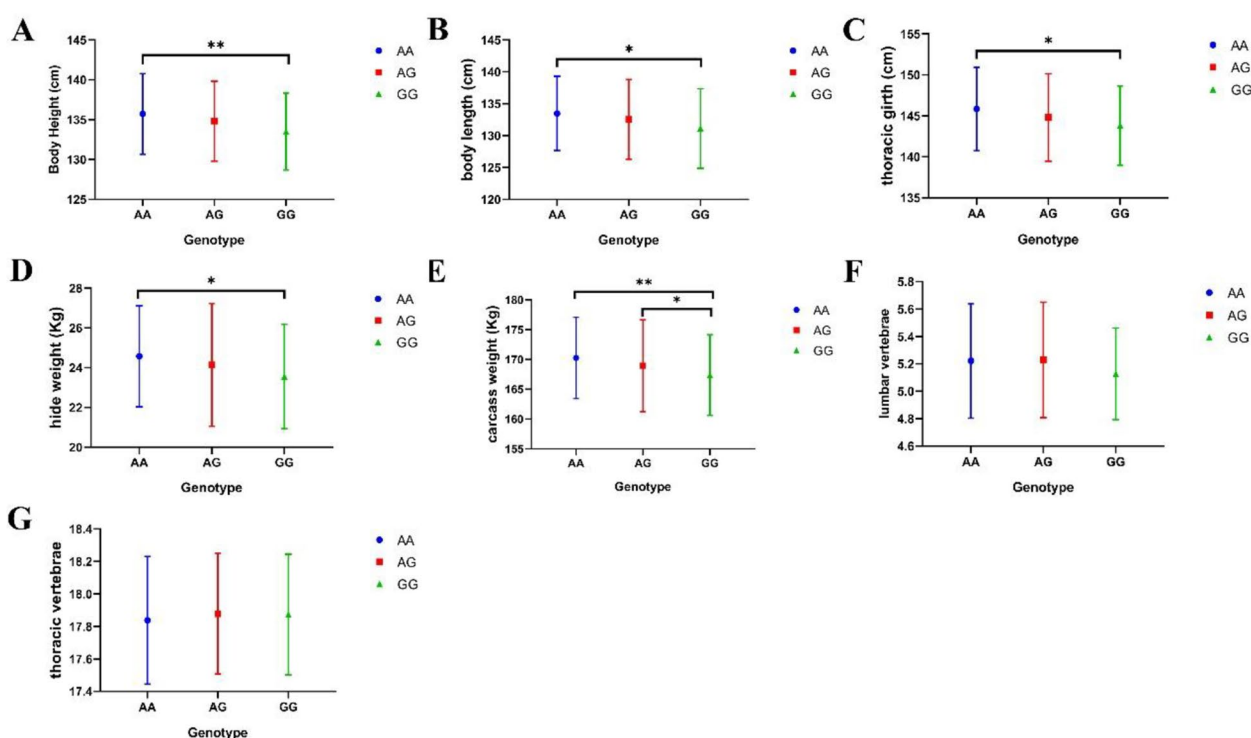 A
Body Height (cm)
145
140
135
130
125
**
AA
AG
GG
Genotype
AA
AG
GG
B
body length (cm)
145
140
135
130
125
120
*
AA
AG
GG
Genotype
AA
AG
GG
C
thoracic girth (cm)
155
150
145
140
135
*
AA
AG
GG
Genotype
AA
AG
GG
D
hide weight (Kg)
28
26
24
22
20
*
AA
AG
GG
Genotype
AA
AG
GG
E
carcass weight (Kg)
180
175
170
165
160
155
**
*
AA
AG
GG
Genotype
AA
AG
GG
F
lumbar vertebrae
5.8
5.6
5.4
5.2
5.0
4.8
4.6
AA
AG
GG
Genotype
AA
AG
GG
G
thoracic vertebrae
18.4
18.2
18.0
17.8
17.6
17.4
AA
AG
GG
Genotype
AA
AG
GG